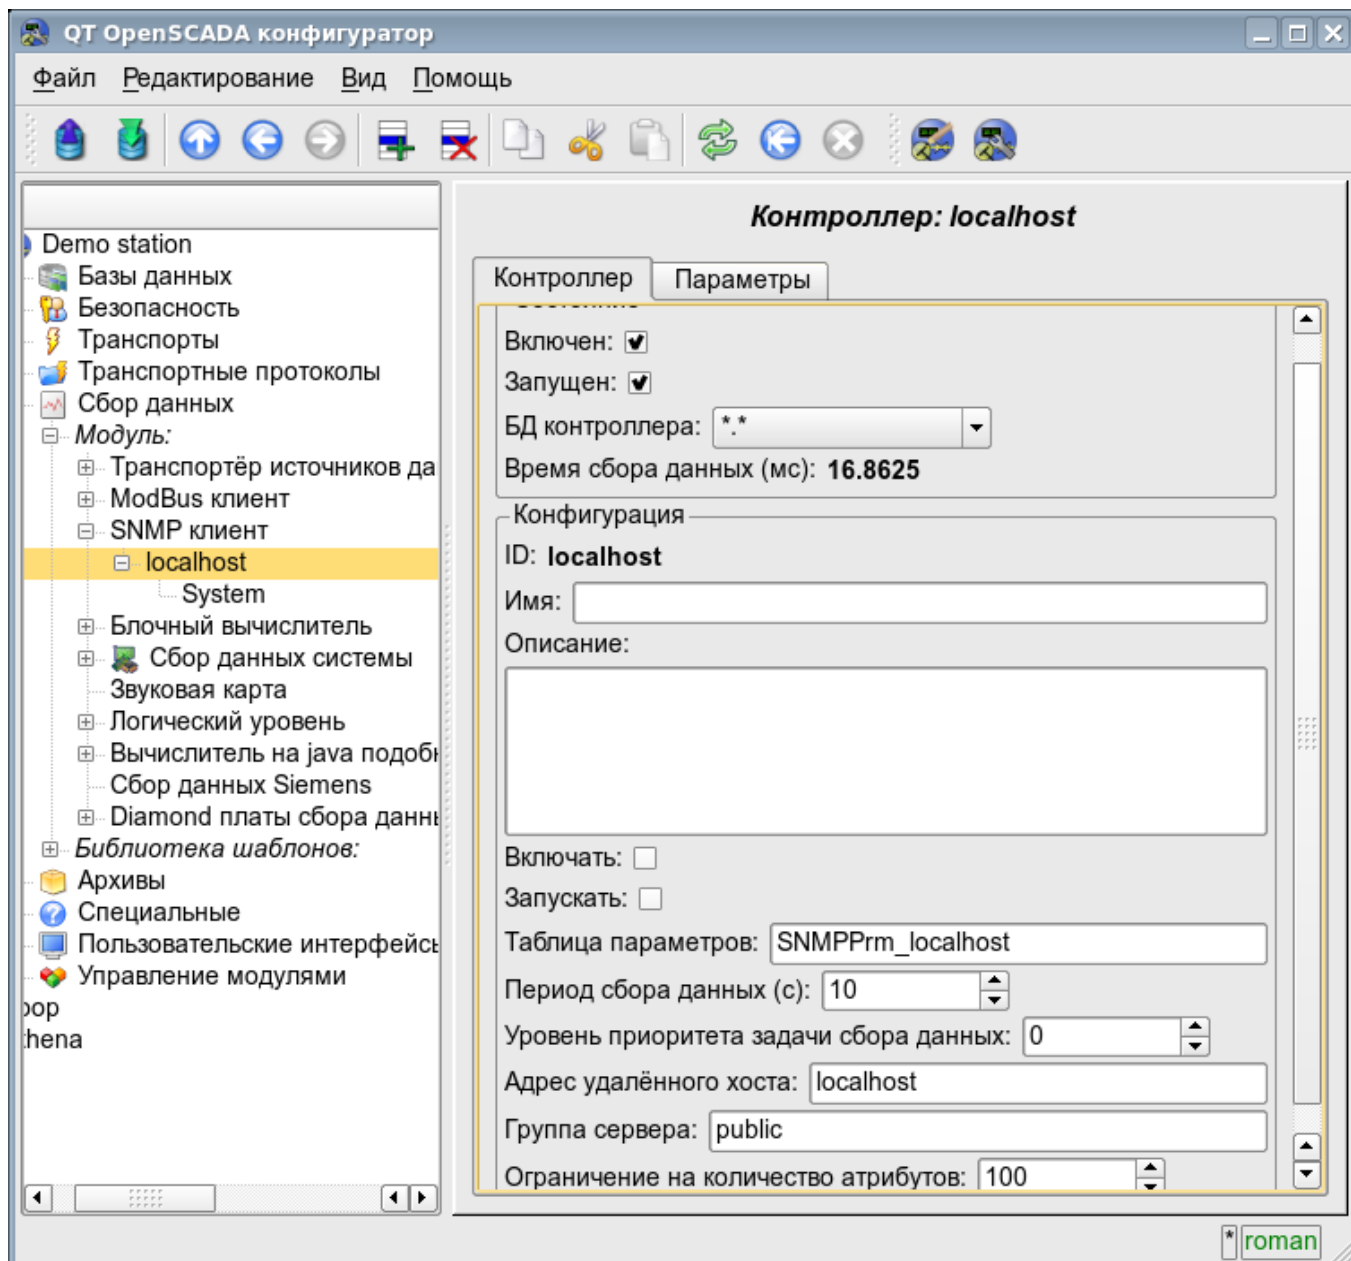 QT OpenSCADA конфигуратор
Файл Редактирование Вид Помощь
Demo station
Базы данных
Безопасность
Транспорты
Транспортные протоколы
Сбор данных
Модуль:
Транспортёр источников да
ModBus клиент
SNMP клиент
localhost
System
Блочный вычислитель
Сбор данных системы
Звуковая карта
Логический уровень
Вычислитель на java подоб
Сбор данных Siemens
Diamond платы сбора данн
Библиотека шаблонов:
Архивы
Специальные
Пользовательские интерфейс
Управление модулями
oop
hena
Контроллер: localhost
Контроллер Параметры
Включен:
Запущен:
БД контроллера: *.*
Время сбора данных (мс): 16.8625
Конфигурация
ID: localhost
Имя:
Описание:
Включать:
Запускать:
Таблица параметров: SNMPPrm_localhost
Период сбора данных (с): 10
Уровень приоритета задачи сбора данных: 0
Адрес удалённого хоста: localhost
Группа сервера: public
Ограничение на количество атрибутов: 100
* roman